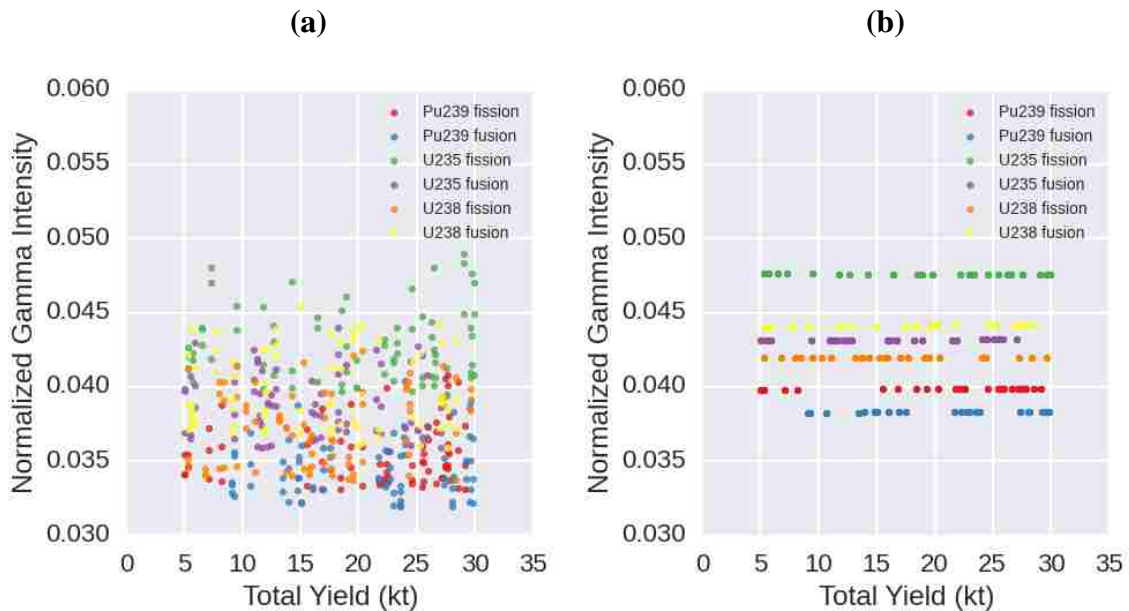 (a)
0.060
0.055
0.050
0.045
0.040
0.035
0.030
Normalized Gamma Intensity
Pu239 fission
Pu239 fusion
U235 fission
U235 fusion
U238 fission
U238 fusion
0 5 10 15 20 25 30 35
Total Yield (kt)
(b)
0.060
0.055
0.050
0.045
0.040
0.035
0.030
Normalized Gamma Intensity
Pu239 fission
Pu239 fusion
U235 fission
U235 fusion
U238 fission
U238 fusion
0 5 10 15 20 25 30 35
Total Yield (kt)